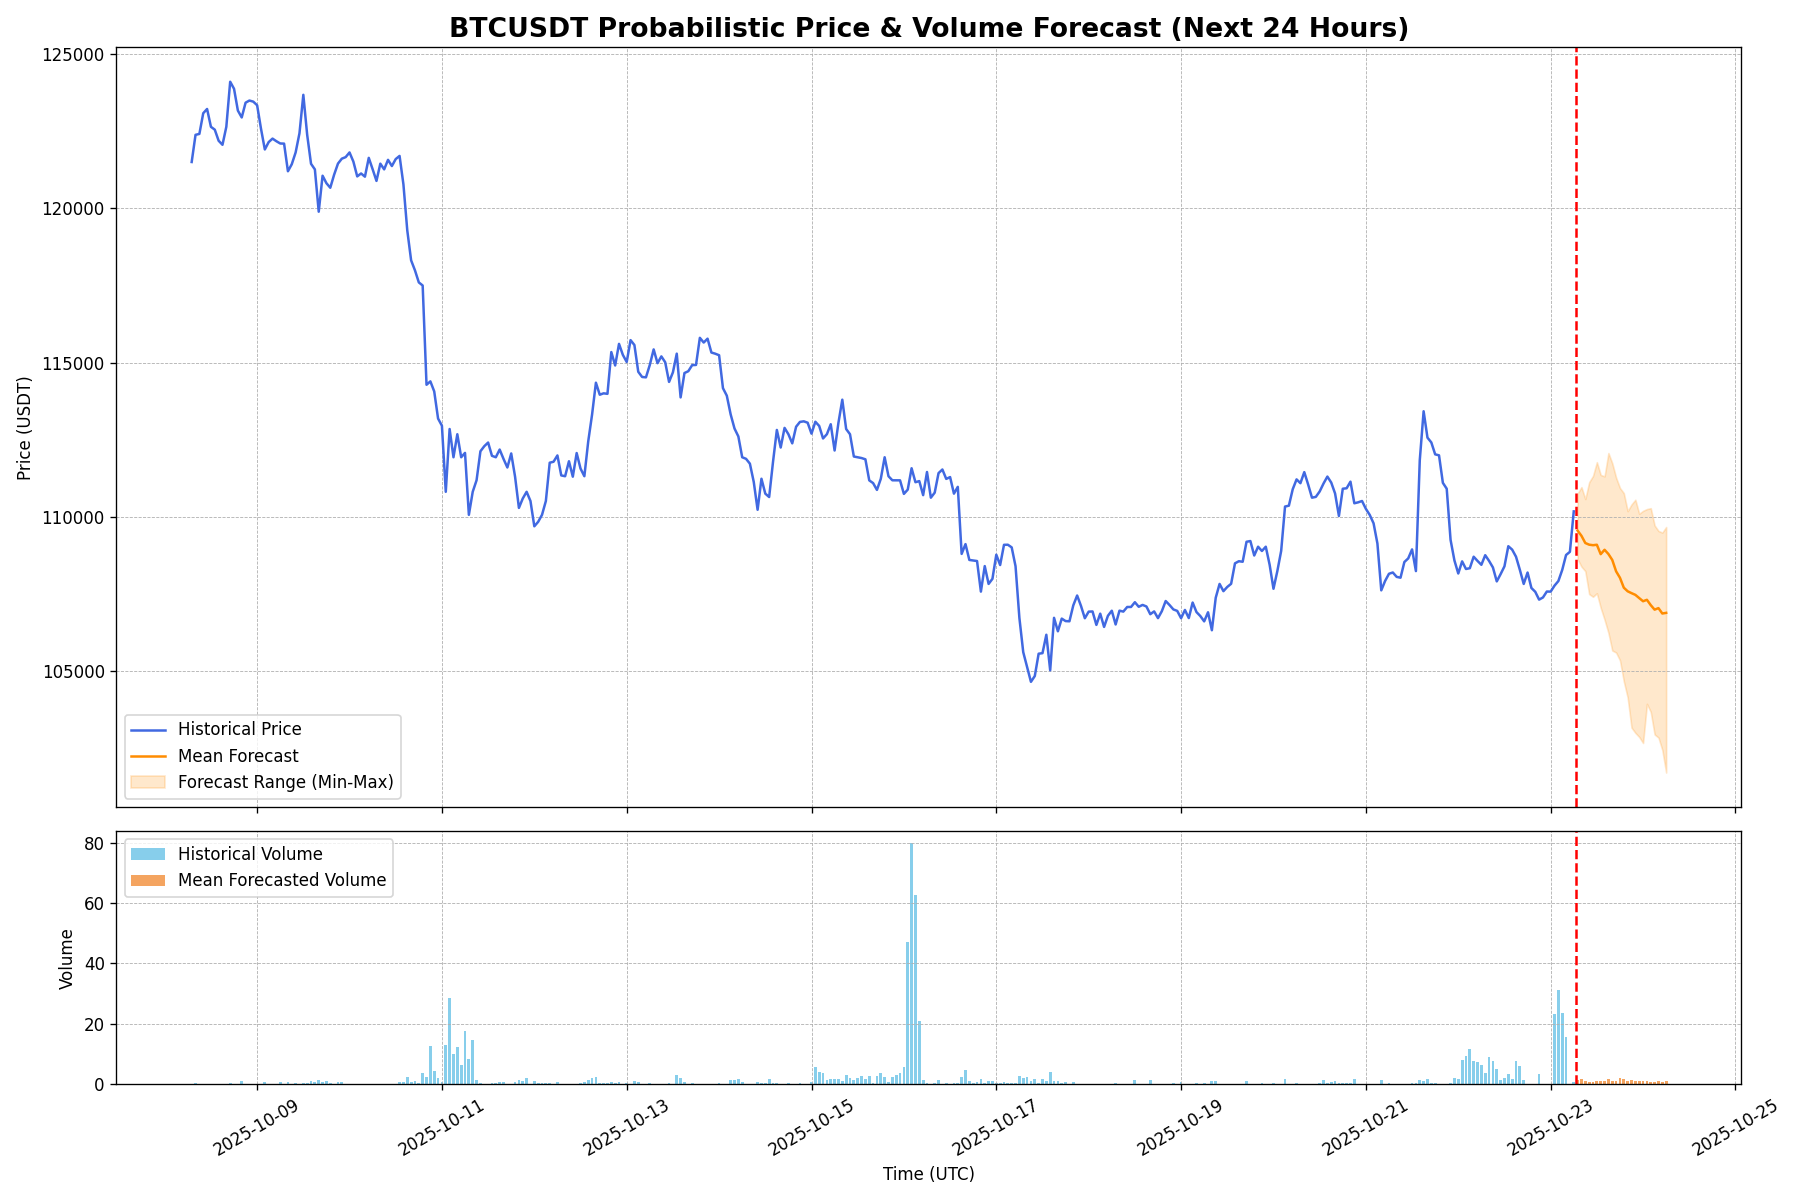 BTCUSDT Probabilistic Price & Volume Forecast (Next 24 Hours)
Price (USDT)
125000
120000
115000
110000
105000
Historical Price
Mean Forecast
Forecast Range (Min-Max)
Volume
80
60
40
20
0
Historical Volume
Mean Forecasted Volume
2025-10-09
2025-10-11
2025-10-13
2025-10-15
2025-10-17
2025-10-19
2025-10-21
2025-10-23
2025-10-25
Time (UTC)